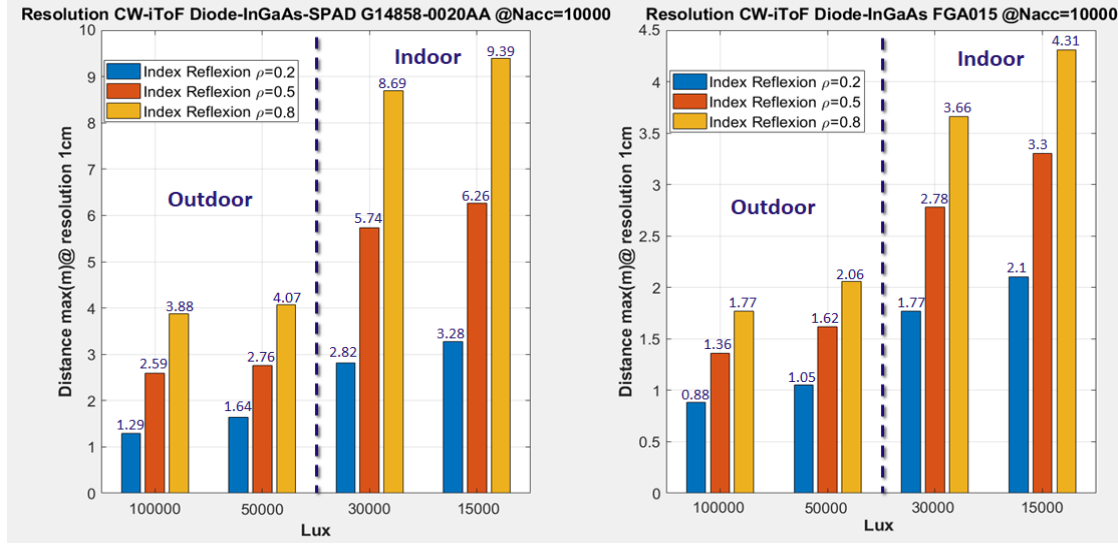 Resolution CW-iToF Diode-InGaAs-SPAD G14858-0020AA @Nacc=10000
Distance max(m)@ resolution 1cm
10
9
8
7
6
5
4
3
2
1
0
Index Reflexion ρ=0.2
Index Reflexion ρ=0.5
Index Reflexion ρ=0.8
Outdoor
Indoor
1.29
2.59
3.88
1.64
2.76
4.07
2.82
5.74
8.69
3.28
6.26
9.39
100000 50000 30000 15000
Lux
Resolution CW-iToF Diode-InGaAs FGA015 @Nacc=10000
Distance max(m)@ resolution 1cm
4.5
4
3.5
3
2.5
2
1.5
1
0.5
0
Index Reflexion ρ=0.2
Index Reflexion ρ=0.5
Index Reflexion ρ=0.8
Outdoor
Indoor
0.88
1.36
1.77
1.05
1.62
2.06
1.77
2.78
3.66
2.1
3.3
4.31
100000 50000 30000 15000
Lux